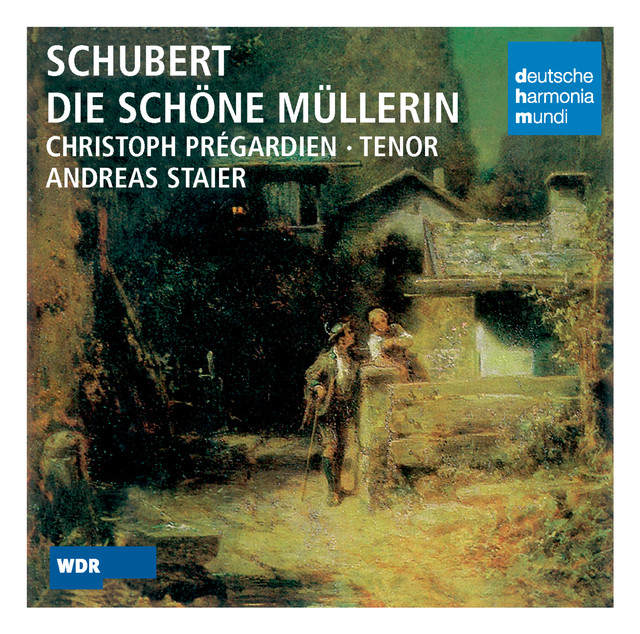 SCHUBERT
DIE SCHÖNE MÜLLERIN
CHRISTOPH PRÉGARDIEN · TENOR
ANDREAS STAIER
deutsche
harmonia
mundi
WDR